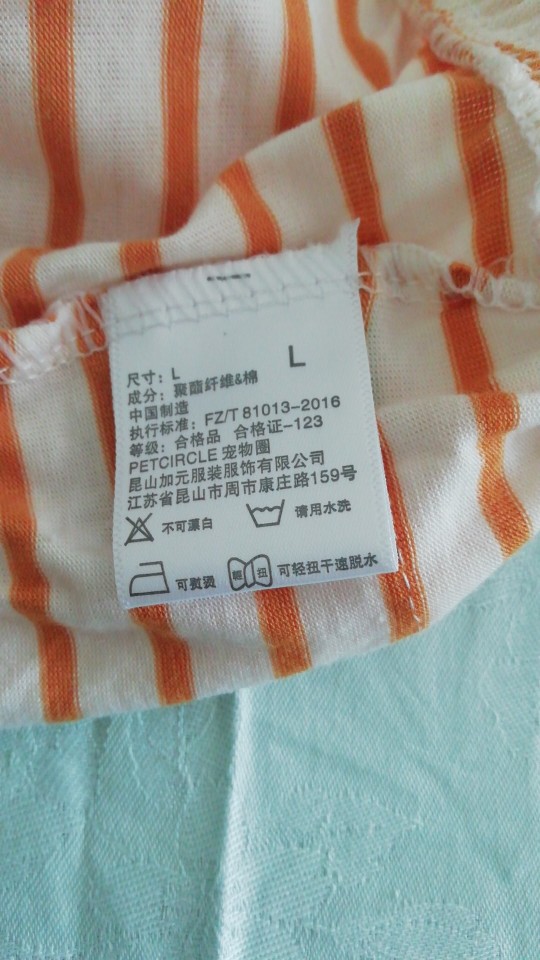 L
尺寸：L
成分：聚酯纤维&棉
中国制造
执行标准：FZ/T 81013-2016
等级：合格品 合格证-123
PETCIRCLE 宠物圈
昆山加元服装服饰有限公司
江苏省昆山市周市康庄路159号
不可漂白 请用水洗
可熨烫 轻 扭 可轻扭干速脱水